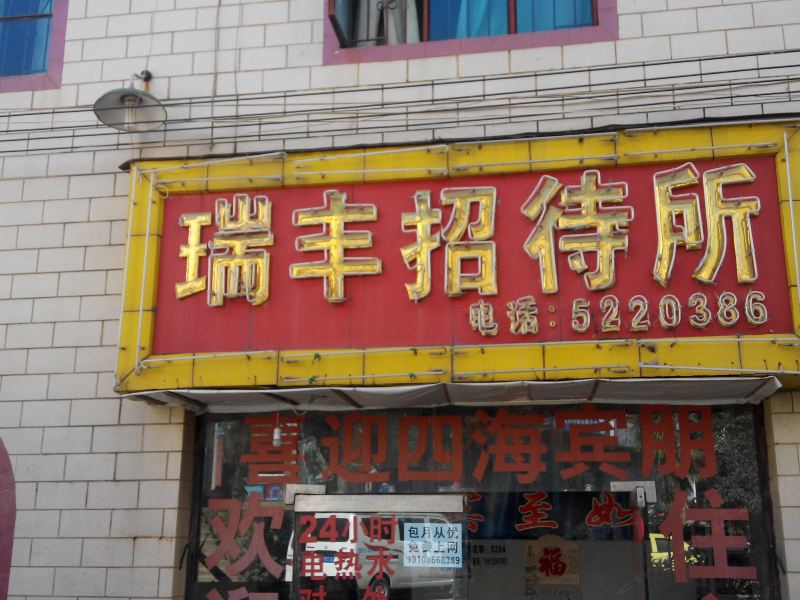 瑞丰招待所
电话:5220386
喜迎四海宾朋
至如
欢
住
24小时
电热水
包月从优
免费上网
13108668389
福